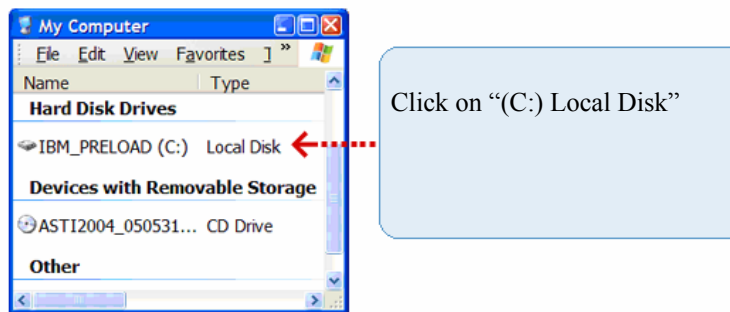 My Computer
File Edit View Favorites »
Name Type
Hard Disk Drives
IBM_PRELOAD (C:) Local Disk
Devices with Removable Storage
ASTI2004_050531... CD Drive
Other
Click on “(C:) Local Disk”